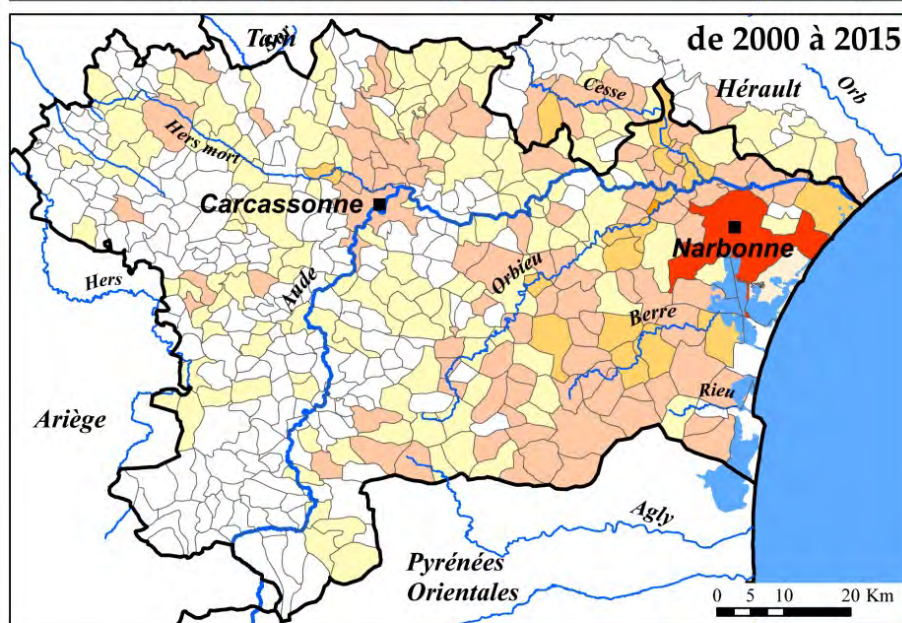 de 2000 à 2015
Tarn
Agout
Cesse
Hérault
Orb
Hers mort
Carcassonne
Narbonne
Orbieu
Aude
Hers
Berre
Rieu
Ariège
Agly
Pyrénées
Orientales
0 5 10 20 Km